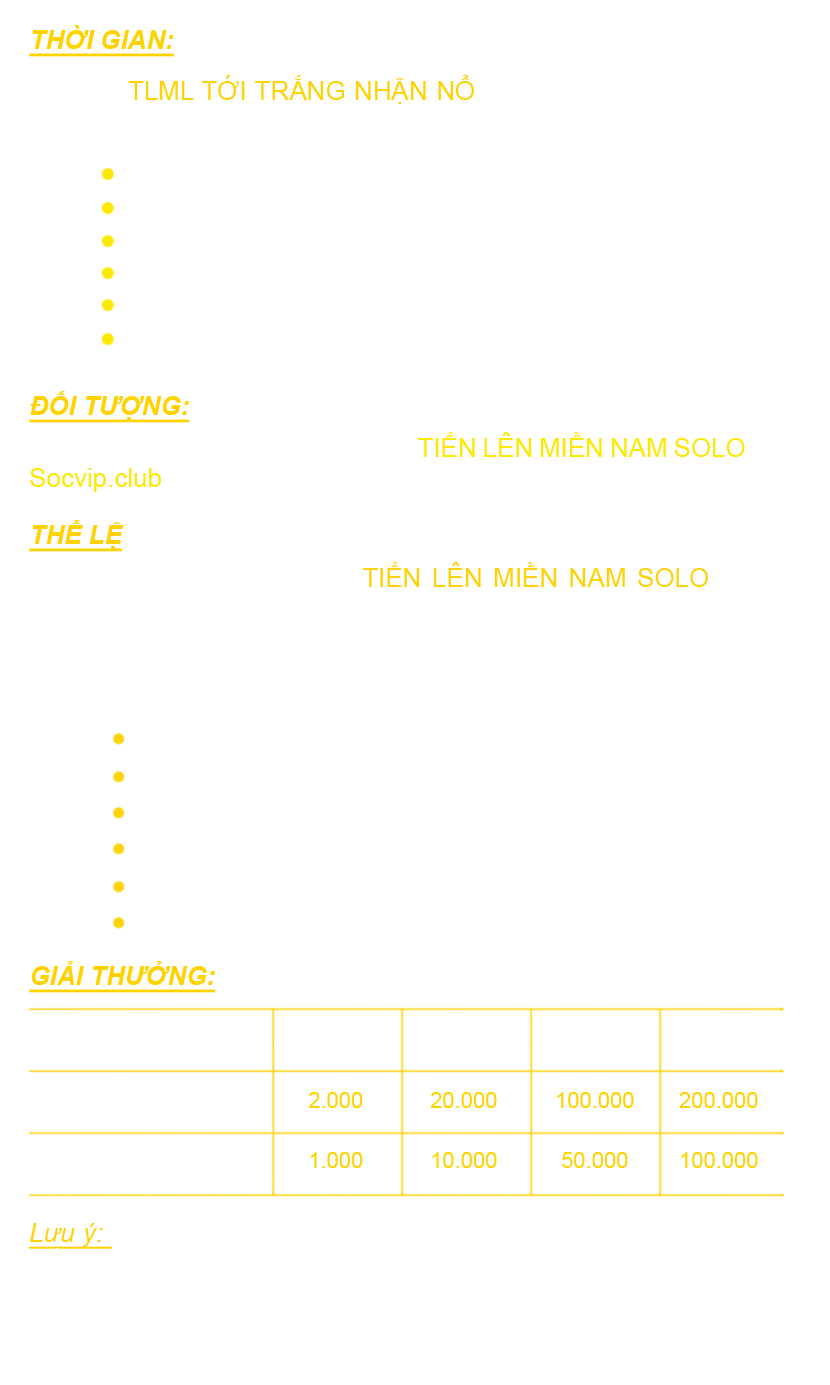 THỜI GIAN:
TLML TỚI TRẮNG NHẬN NỔ
ĐỐI TƯỢNG:
TIẾN LÊN MIỀN NAM SOLO
Socvip.club
THỂ LỆ
TIẾN LÊN MIỀN NAM SOLO
GIẢI THƯỞNG:
2.000 20.000 100.000 200.000
1.000 10.000 50.000 100.000
Lưu ý: